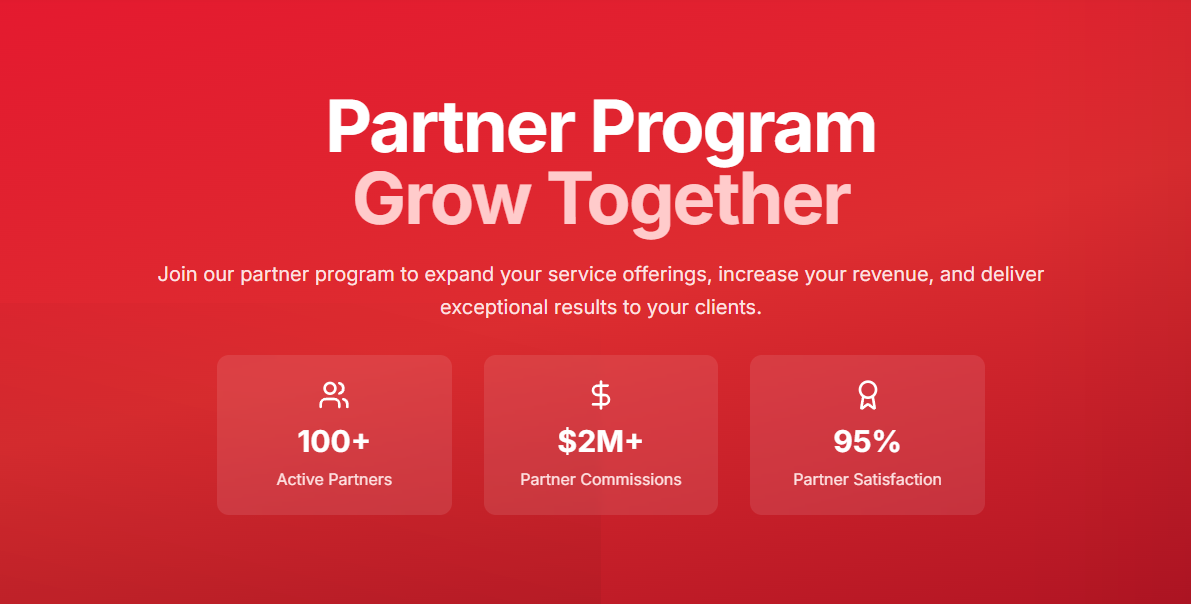 Partner Program
Grow Together
Join our partner program to expand your service offerings, increase your revenue, and deliver
exceptional results to your clients.
100+
Active Partners
$2M+
Partner Commissions
95%
Partner Satisfaction